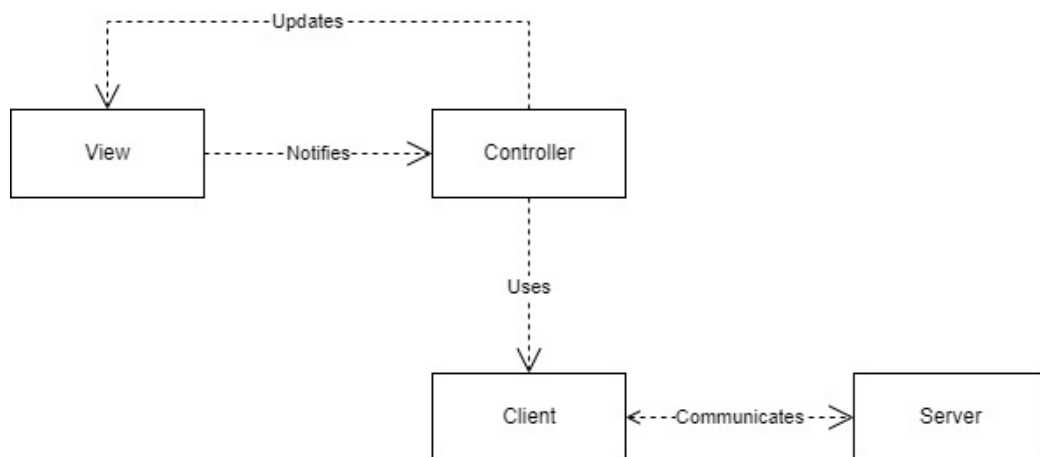 Updates
View
Notifies
Controller
Uses
Client
Communicates
Server